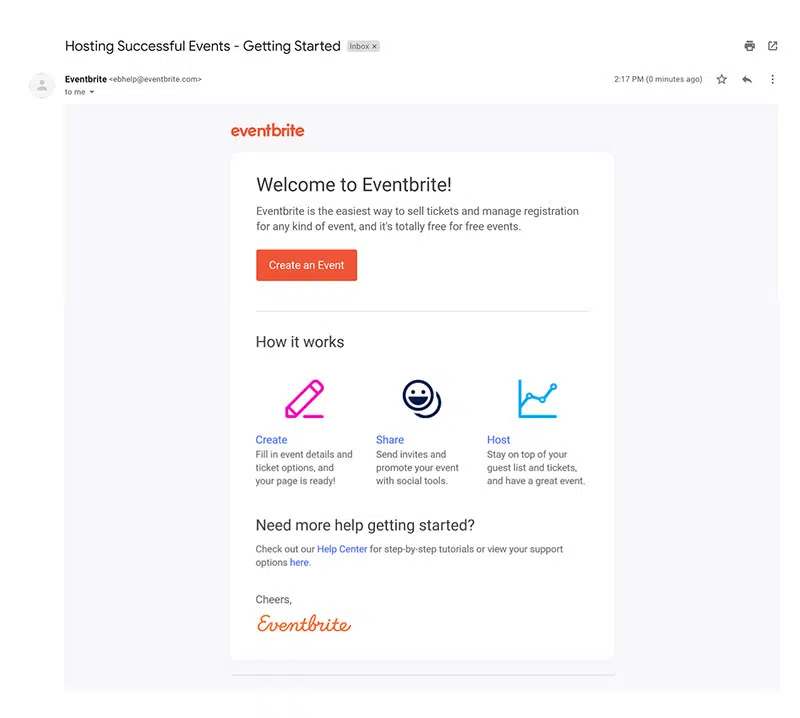 Hosting Successful Events - Getting Started Inbox ×
Eventbrite <ebhelp@eventbrite.com> 2:17 PM (0 minutes ago)
to me
eventbrite
Welcome to Eventbrite!
Eventbrite is the easiest way to sell tickets and manage registration
for any kind of event, and it's totally free for free events.
Create an Event
How it works
Create
Fill in event details and
ticket options, and
your page is ready!
Share
Send invites and
promote your event
with social tools.
Host
Stay on top of your
guest list and tickets,
and have a great event.
Need more help getting started?
Check out our Help Center for step-by-step tutorials or view your support
options here.
Cheers,
Eventbrite